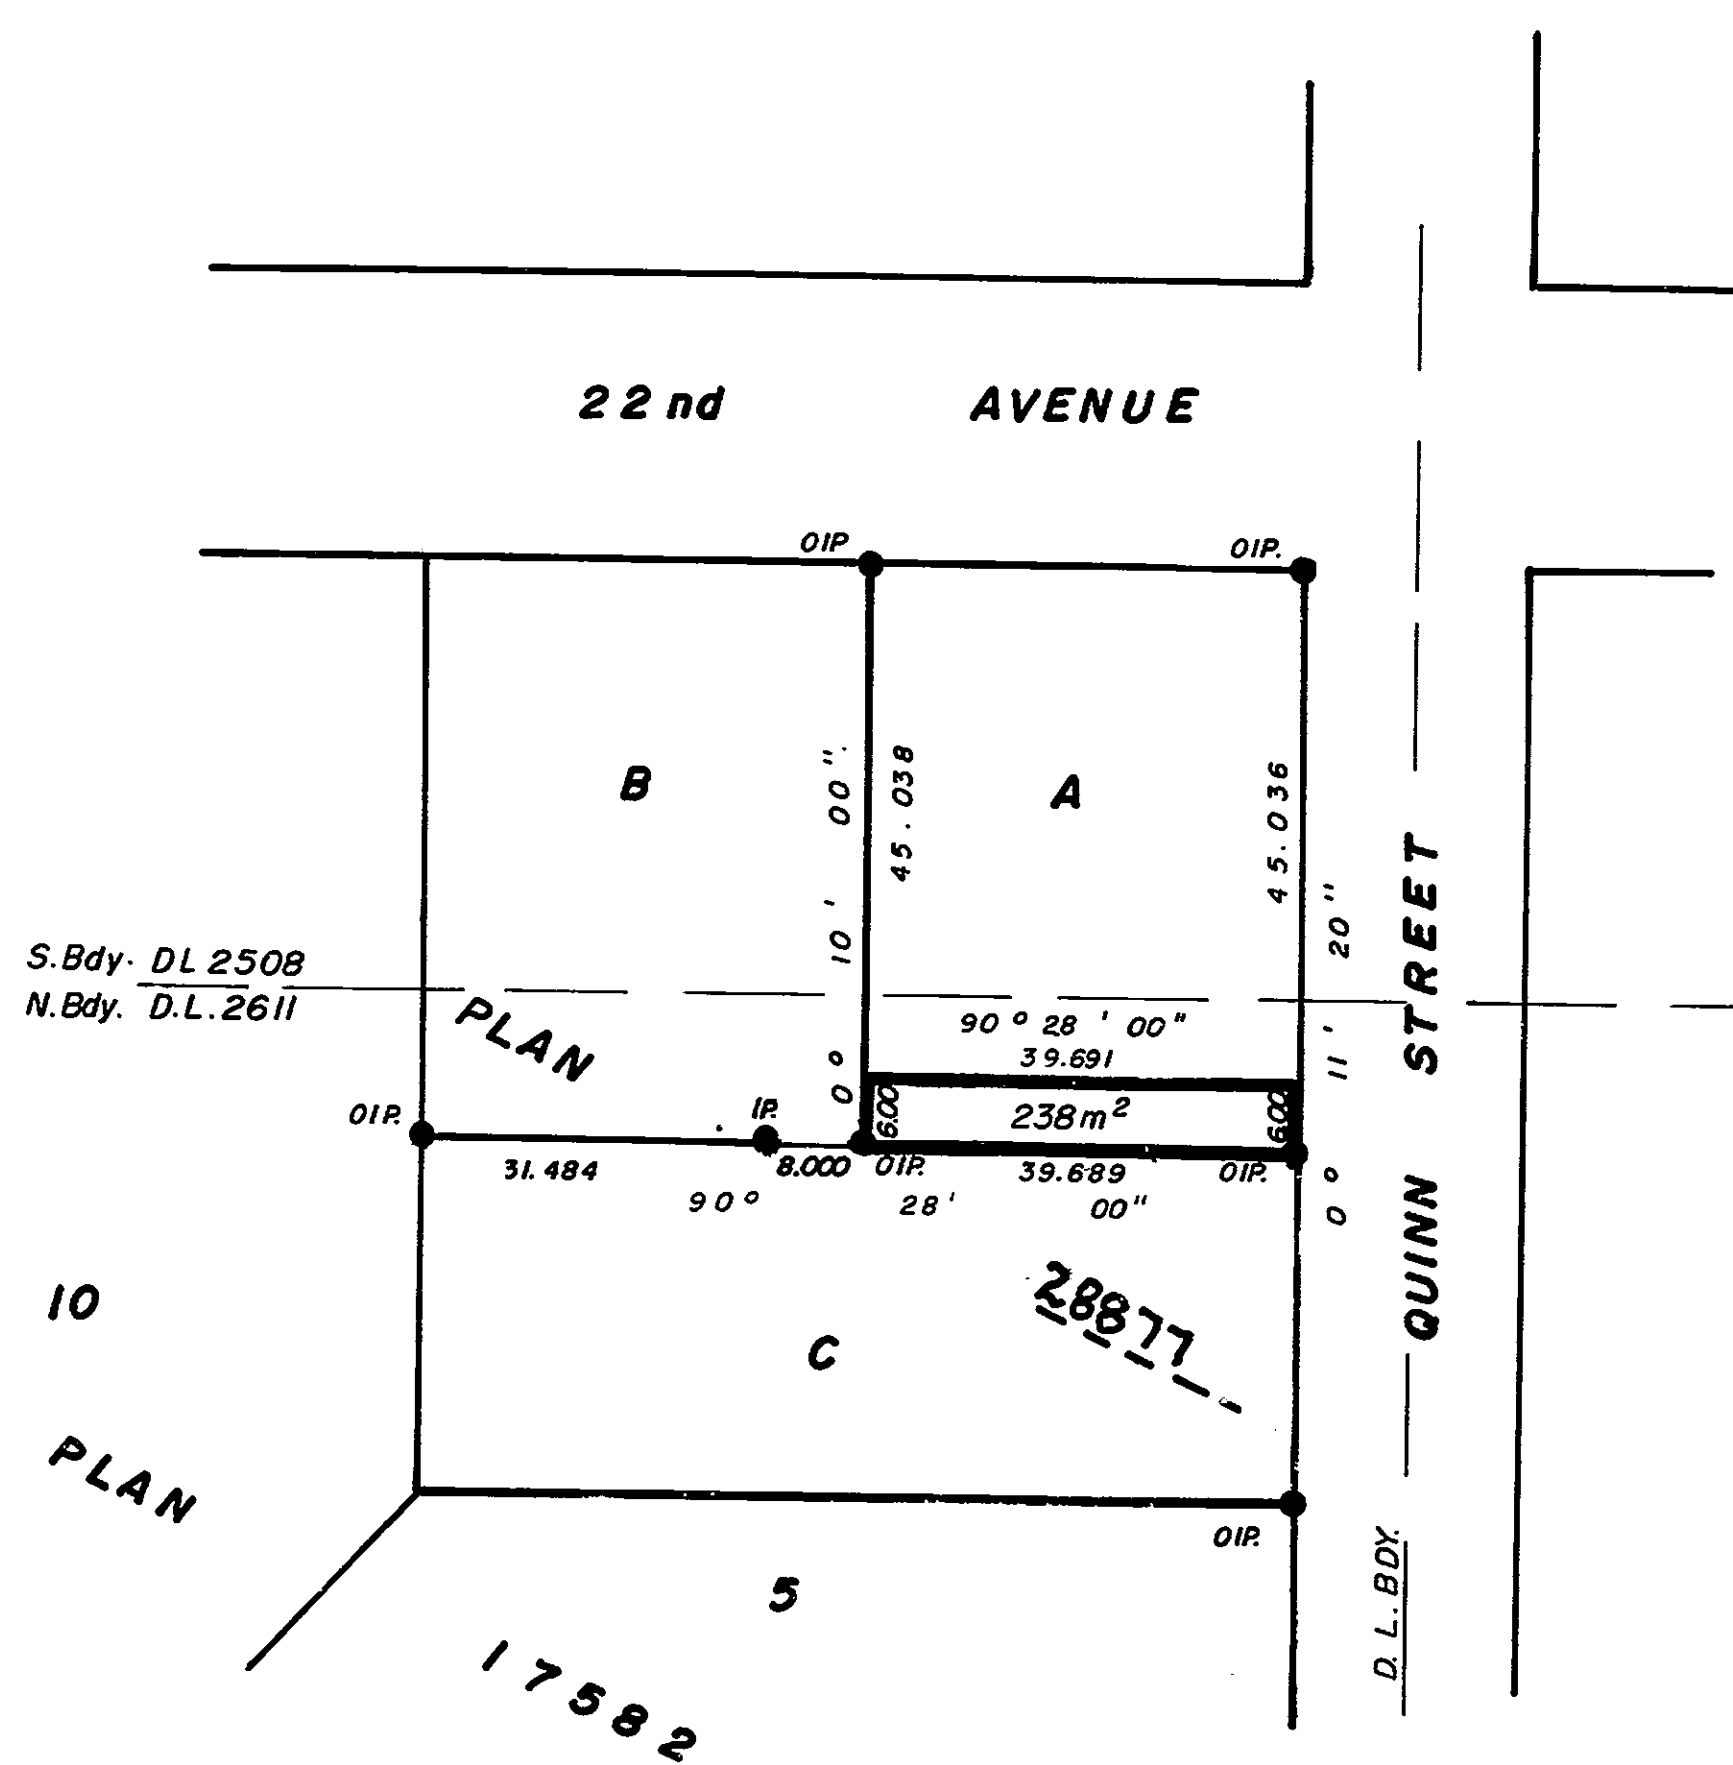 22nd AVENUE
OIP
OIP.
B
A
0° 10' 00".
45.038
45.036
0° 11' 20"
QUINN STREET
S.Bdy. DL 2508
N.Bdy. D.L.2611
PLAN
90° 28' 00"
39.691
6.00
238m²
6.00
OIP.
IP.
31.484
8.000
OIP.
39.689
OIP.
90° 28' 00"
28877
10
C
PLAN
OIP.
5
D. L. BDY.
17582